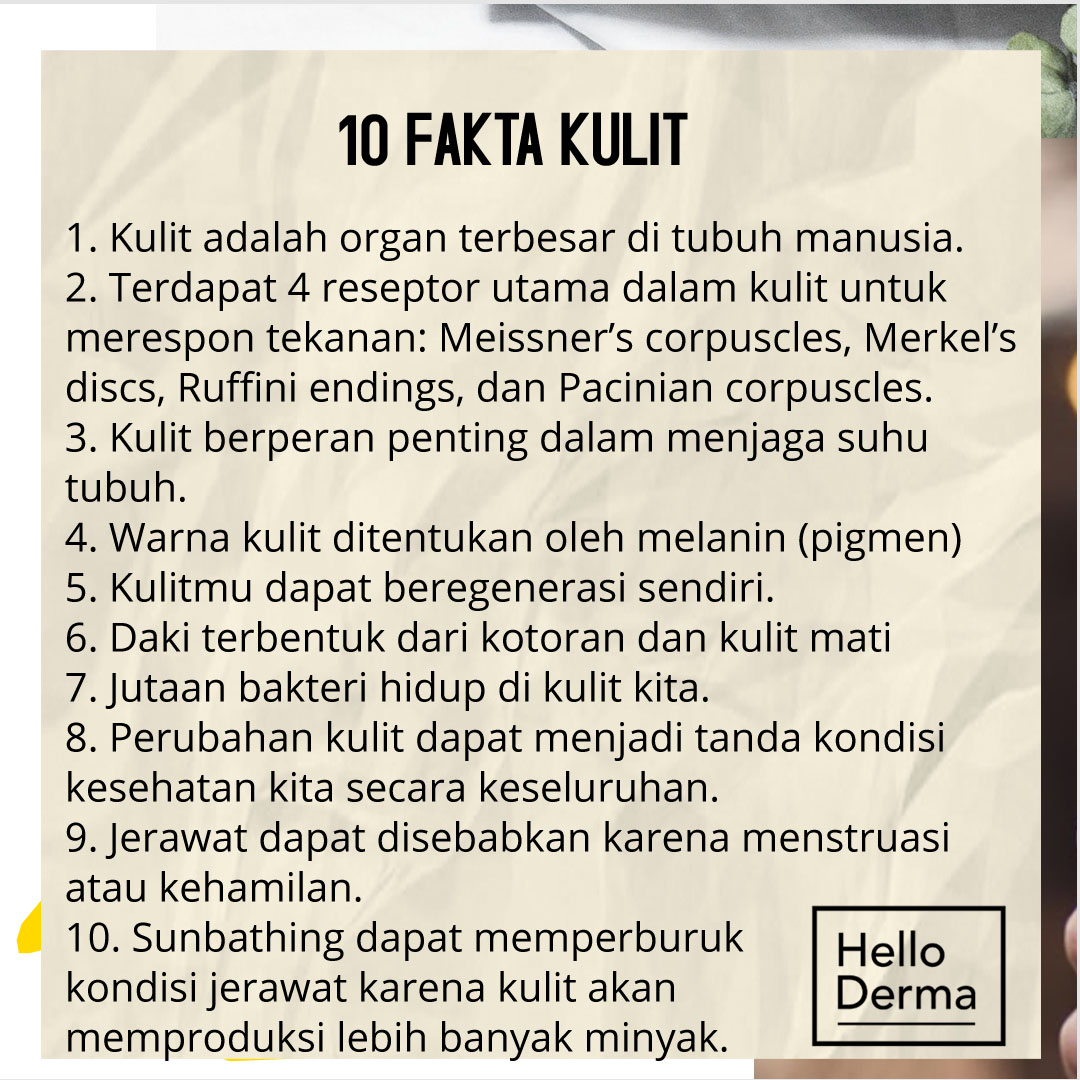 10 FAKTA KULIT
1. Kulit adalah organ terbesar di tubuh manusia.
2. Terdapat 4 reseptor utama dalam kulit untuk
merespon tekanan: Meissner’s corpuscles, Merkel’s
discs, Ruffini endings, dan Pacinian corpuscles.
3. Kulit berperan penting dalam menjaga suhu
tubuh.
4. Warna kulit ditentukan oleh melanin (pigmen)
5. Kulitmu dapat beregenerasi sendiri.
6. Daki terbentuk dari kotoran dan kulit mati
7. Jutaan bakteri hidup di kulit kita.
8. Perubahan kulit dapat menjadi tanda kondisi
kesehatan kita secara keseluruhan.
9. Jerawat dapat disebabkan karena menstruasi
atau kehamilan.
10. Sunbathing dapat memperburuk
kondisi jerawat karena kulit akan
memproduksi lebih banyak minyak.
Hello
Derma